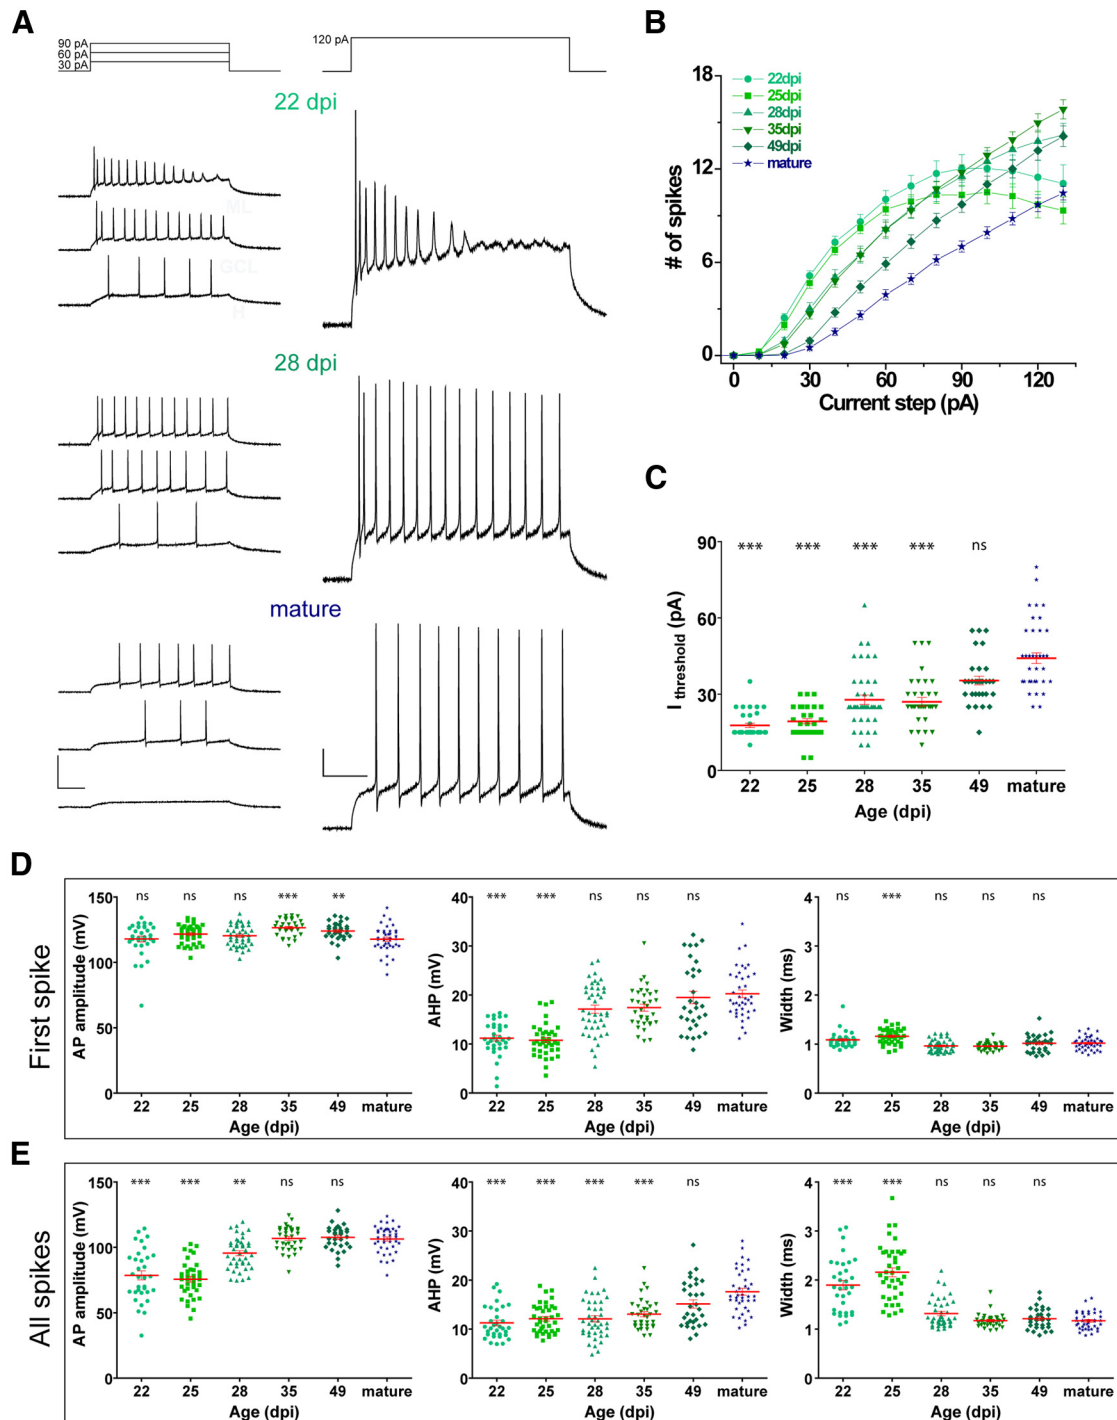 A
90 pA
60 pA
30 pA
120 pA
22 dpi
ML
GCL
H
28 dpi
mature
B
18
12
6
0
# of spikes
22dpi
25dpi
28dpi
35dpi
49dpi
mature
0 30 60 90 120
Current step (pA)
C
90
60
30
0
I threshold (pA)
*** *** *** *** ns
22 25 28 35 49 mature
Age (dpi)
D
First spike
150
100
50
0
AP amplitude (mV)
ns ns ns *** **
22 25 28 35 49 mature
Age (dpi)
40
30
20
10
0
AHP (mV)
*** *** ns ns ns
22 25 28 35 49 mature
Age (dpi)
4
3
2
1
0
Width (ms)
ns *** ns ns ns
22 25 28 35 49 mature
Age (dpi)
E
All spikes
150
100
50
0
AP amplitude (mV)
*** *** ** ns ns
22 25 28 35 49 mature
Age (dpi)
40
30
20
10
0
AHP (mV)
*** *** *** *** ns
22 25 28 35 49 mature
Age (dpi)
4
3
2
1
0
Width (ms)
*** *** ns ns ns
22 25 28 35 49 mature
Age (dpi)